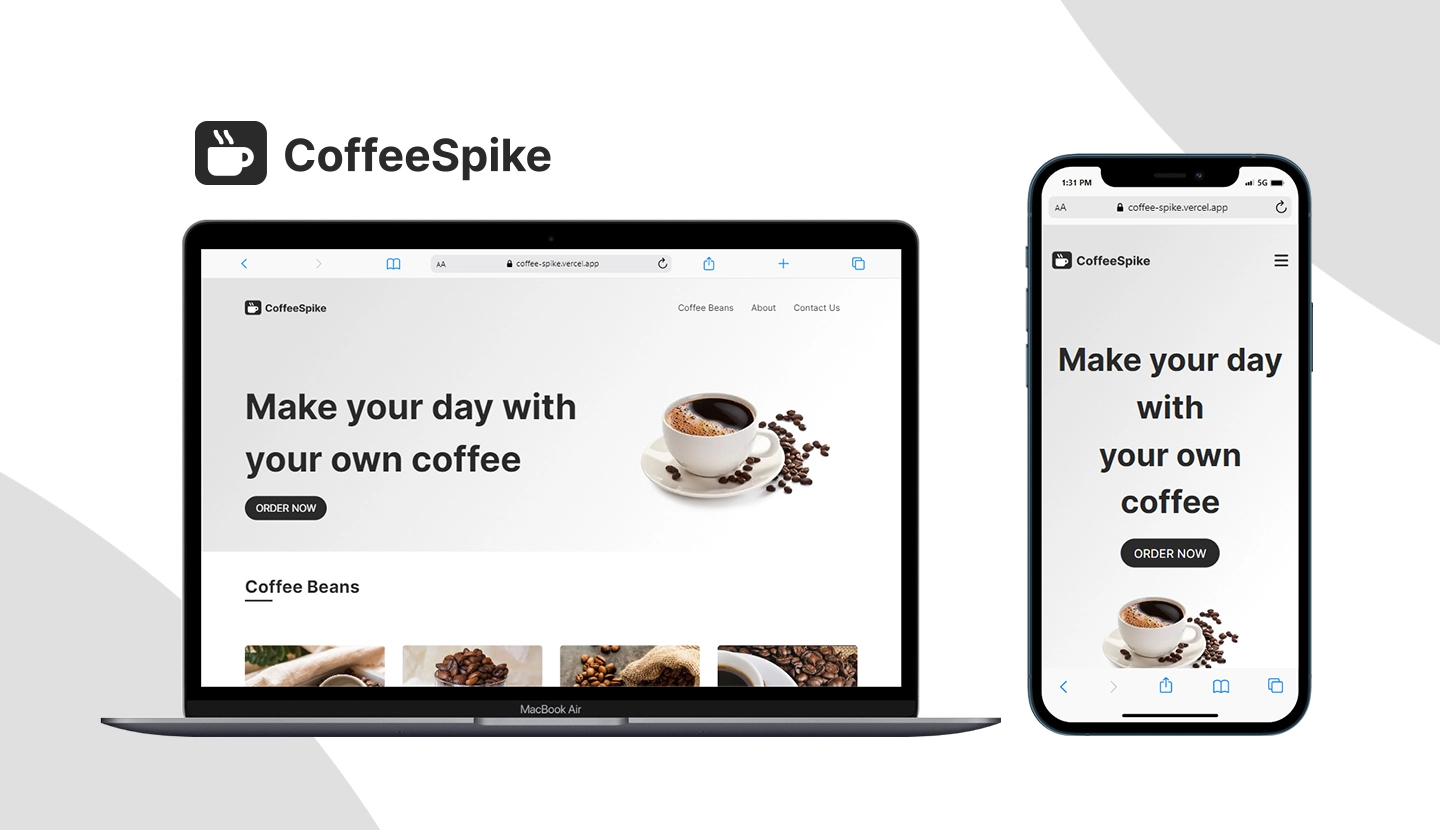 CoffeeSpike
AA coffee-spike.vercel.app
CoffeeSpike
Coffee Beans About Contact Us
Make your day with
your own coffee
ORDER NOW
Coffee Beans
MacBook Air
1:31 PM 5G
AA coffee-spike.vercel.app
CoffeeSpike
Make your day
with
your own
coffee
ORDER NOW